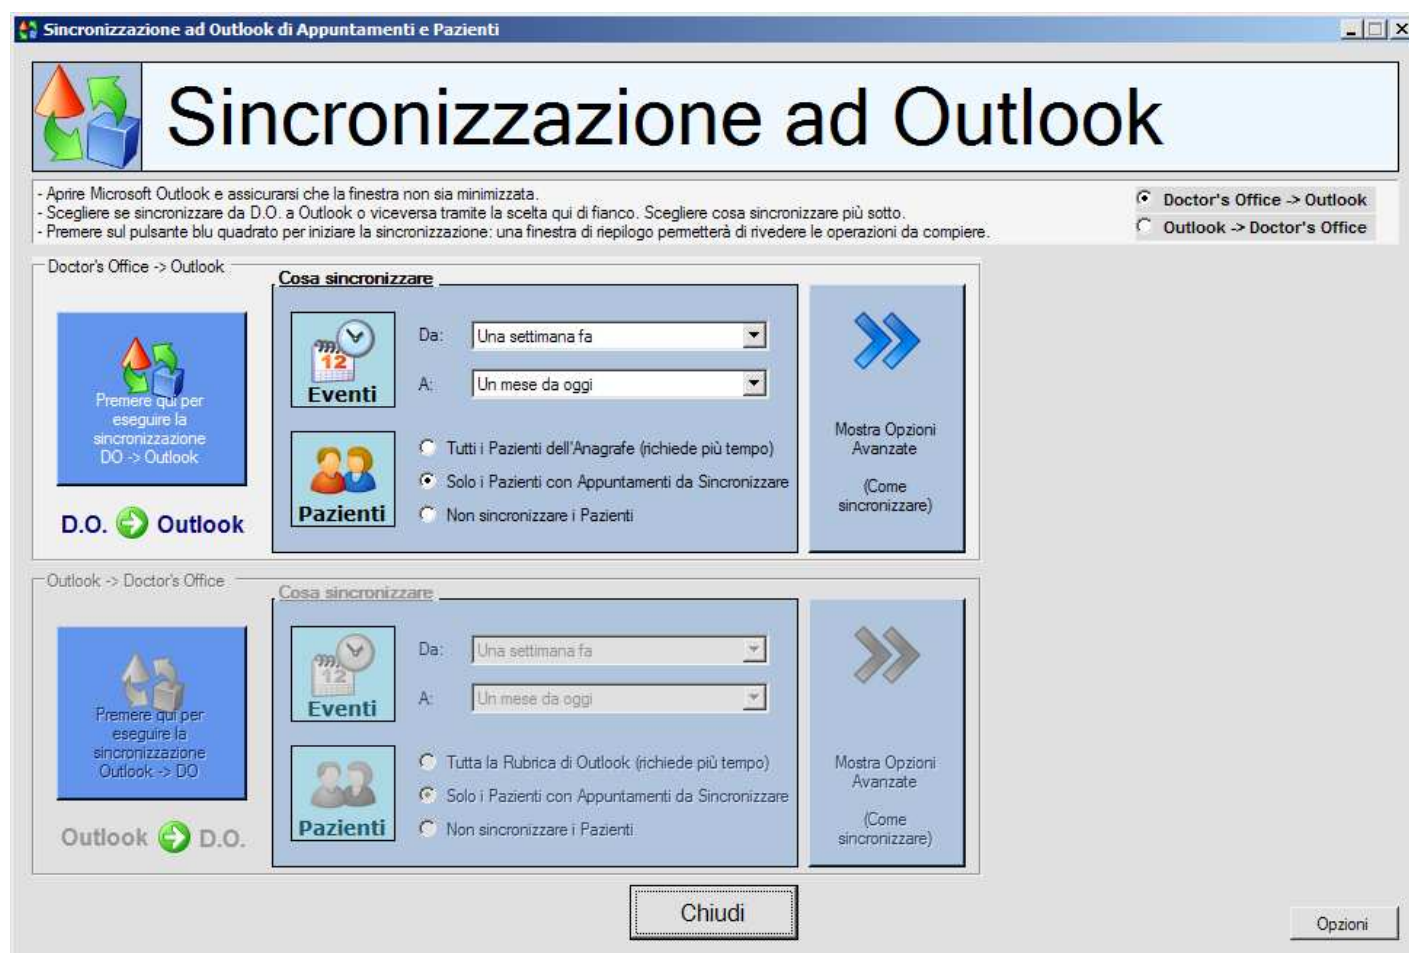 Sincronizzazione ad Outlook di Appuntamenti e Pazienti
Sincronizzazione ad Outlook
- Aprire Microsoft Outlook e assicurarsi che la finestra non sia minimizzata.
- Scegliere se sincronizzare da D.O. a Outlook o viceversa tramite la scelta qui di fianco. Scegliere cosa sincronizzare più sotto.
- Premere sul pulsante blu quadrato per iniziare la sincronizzazione: una finestra di riepilogo permetterà di rivedere le operazioni da compiere.
Doctor's Office -> Outlook
Outlook -> Doctor's Office
Doctor's Office -> Outlook
Premere qui per
eseguire la
sincronizzazione
DO -> Outlook
D.O. Outlook
Cosa sincronizzare
12
Eventi
Da: Una settimana fa
A: Un mese da oggi
Pazienti
Tutti i Pazienti dell'Anagrafe (richiede più tempo)
Solo i Pazienti con Appuntamenti da Sincronizzare
Non sincronizzare i Pazienti
Mostra Opzioni
Avanzate
(Come
sincronizzare)
Outlook -> Doctor's Office
Premere qui per
eseguire la
sincronizzazione
Outlook -> DO
Outlook D.O.
Cosa sincronizzare
12
Eventi
Da: Una settimana fa
A: Un mese da oggi
Pazienti
Tutta la Rubrica di Outlook (richiede più tempo)
Solo i Pazienti con Appuntamenti da Sincronizzare
Non sincronizzare i Pazienti
Mostra Opzioni
Avanzate
(Come
sincronizzare)
Chiudi
Opzioni